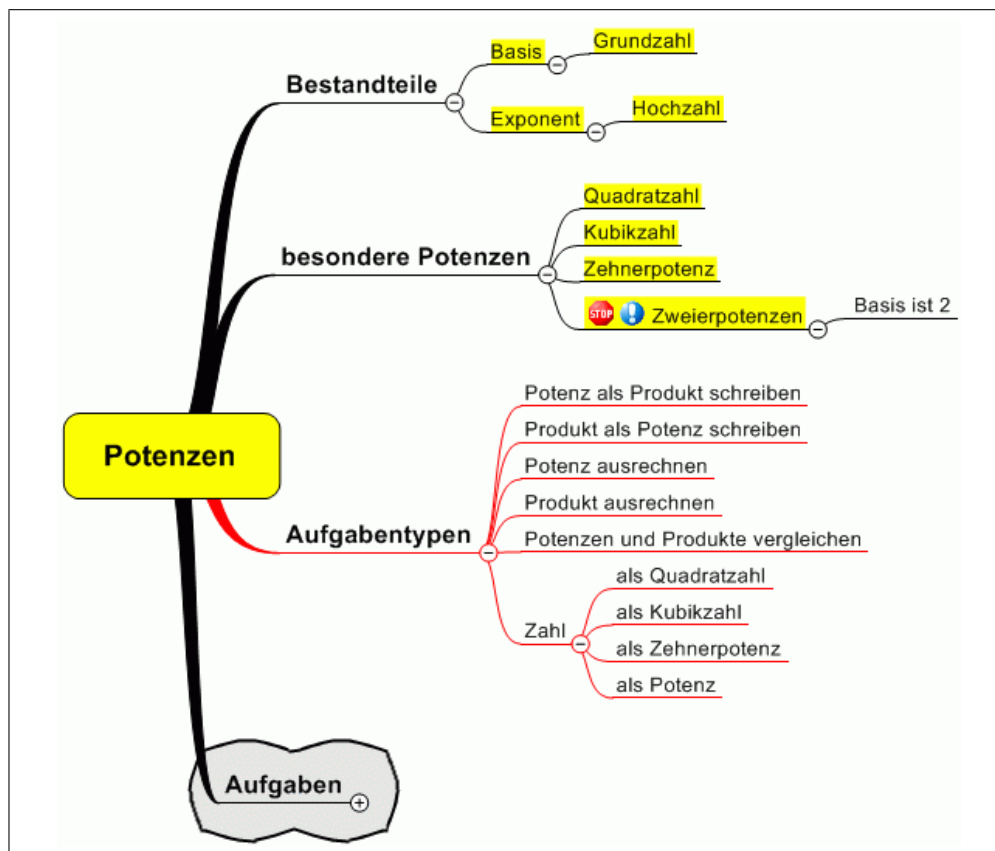 Potenzen
Bestandteile
Basis
Grundzahl
Exponent
Hochzahl
besondere Potenzen
Quadratzahl
Kubikzahl
Zehnerpotenz
STOP Zweierpotenzen
Basis ist 2
Aufgabentypen
Potenz als Produkt schreiben
Produkt als Potenz schreiben
Potenz ausrechnen
Produkt ausrechnen
Potenzen und Produkte vergleichen
Zahl
als Quadratzahl
als Kubikzahl
als Zehnerpotenz
als Potenz
Aufgaben